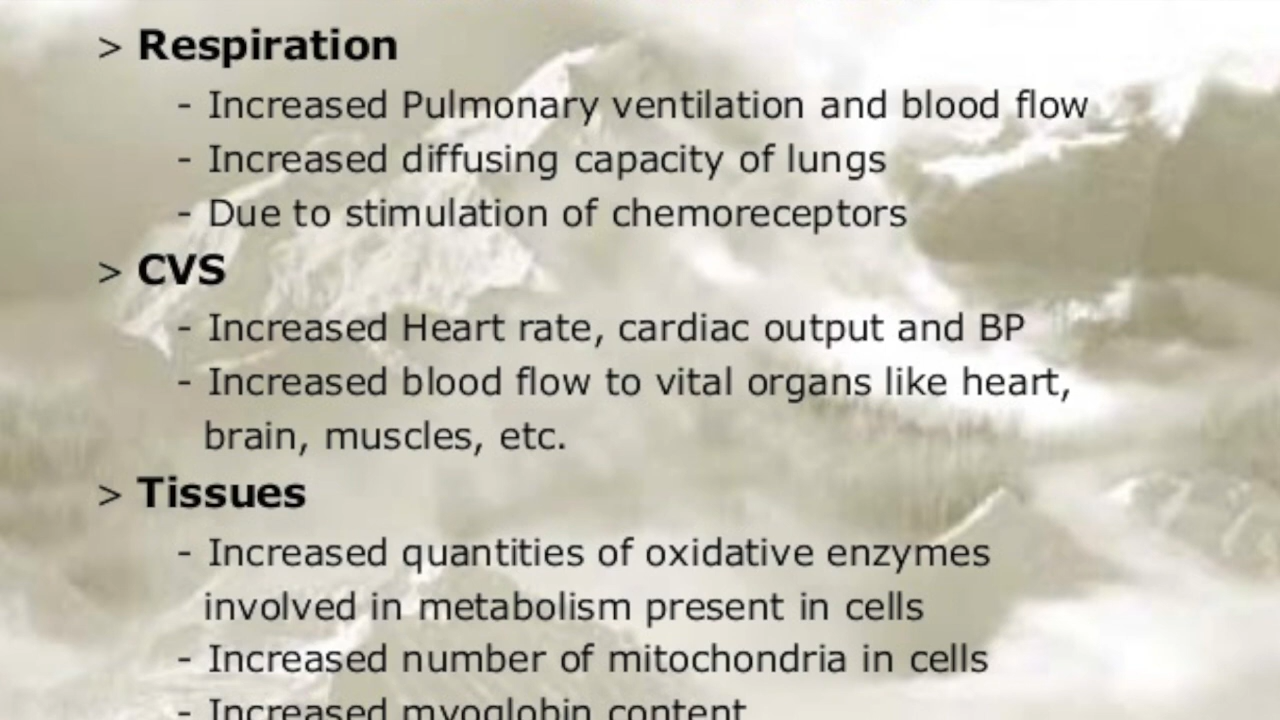 > Respiration
- Increased Pulmonary ventilation and blood flow
- Increased diffusing capacity of lungs
- Due to stimulation of chemoreceptors
> CVS
- Increased Heart rate, cardiac output and BP
- Increased blood flow to vital organs like heart,
brain, muscles, etc.
> Tissues
- Increased quantities of oxidative enzymes
involved in metabolism present in cells
- Increased number of mitochondria in cells
- Increased myoglobin content